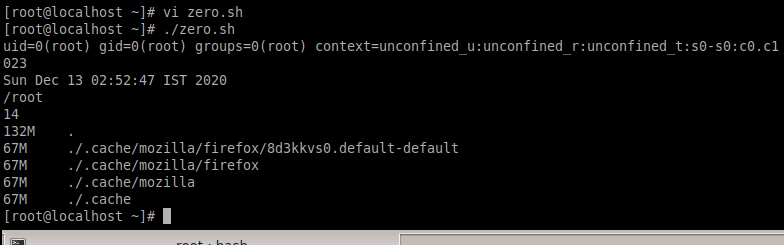 [root@localhost ~]# vi zero.sh
[root@localhost ~]# ./zero.sh
uid=0(root) gid=0(root) groups=0(root) context=unconfined_u:unconfined_r:unconfined_t:s0-s0:c0.c1
023
Sun Dec 13 02:52:47 IST 2020
/root
14
132M    .
67M     ./.cache/mozilla/firefox/8d3kkvs0.default-default
67M     ./.cache/mozilla/firefox
67M     ./.cache/mozilla
67M     ./.cache
[root@localhost ~]#
root : bash